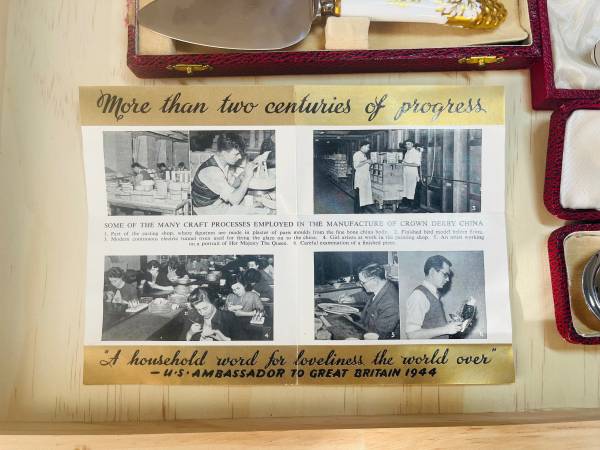 More than two centuries of progress
SOME OF THE MANY CRAFT PROCESSES EMPLOYED IN THE MANUFACTURE OF CROWN DERBY CHINA
1. Part of the casting shop, where figurines are made in plaster of paris moulds from the fine bone china body. 2. Finished bird model before firing.
3. Modern continuous electric tunnel oven used for firing the glaze on to the china. 4. Girl artists at work in the painting shop. 5. An artist working
on a portrait of Her Majesty The Queen. 6. Careful examination of a finished piece.
"A household word for loveliness the world over"
— U·S· AMBASSADOR TO GREAT BRITAIN 1944